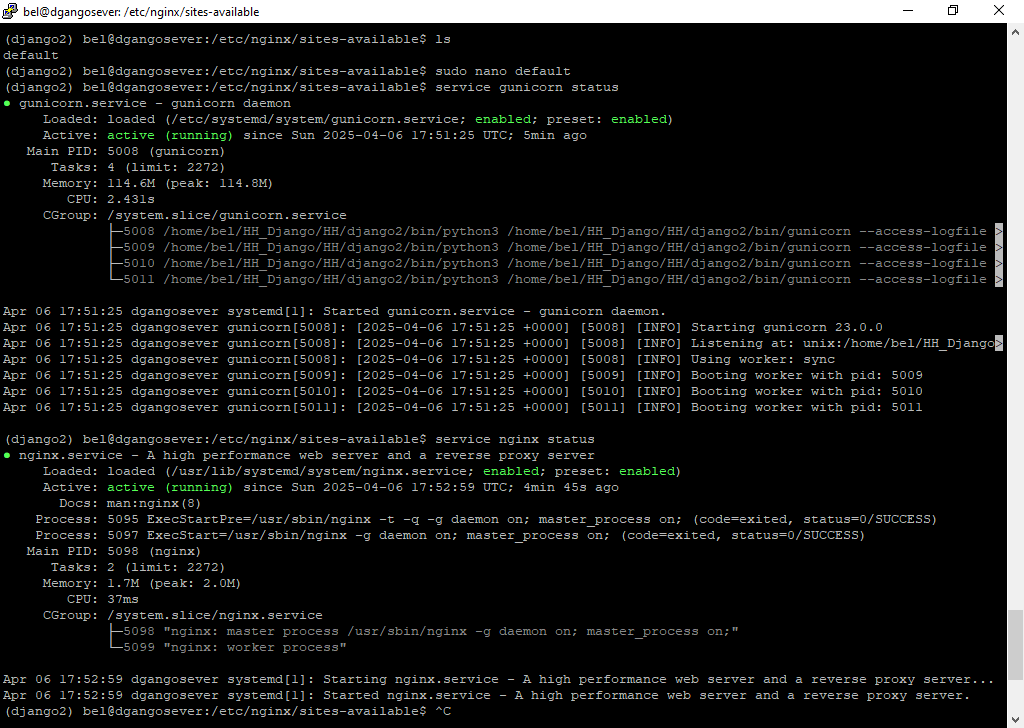 bel@dgangosever: /etc/nginx/sites-available
(django2) bel@dgangosever:/etc/nginx/sites-available$ ls
default
(django2) bel@dgangosever:/etc/nginx/sites-available$ sudo nano default
(django2) bel@dgangosever:/etc/nginx/sites-available$ service gunicorn status
● gunicorn.service - gunicorn daemon
     Loaded: loaded (/etc/systemd/system/gunicorn.service; enabled; preset: enabled)
     Active: active (running) since Sun 2025-04-06 17:51:25 UTC; 5min ago
   Main PID: 5008 (gunicorn)
      Tasks: 4 (limit: 2272)
     Memory: 114.6M (peak: 114.8M)
        CPU: 2.431s
     CGroup: /system.slice/gunicorn.service
             ├─5008 /home/bel/HH_Django/HH/django2/bin/python3 /home/bel/HH_Django/HH/django2/bin/gunicorn --access-logfile >
             ├─5009 /home/bel/HH_Django/HH/django2/bin/python3 /home/bel/HH_Django/HH/django2/bin/gunicorn --access-logfile >
             ├─5010 /home/bel/HH_Django/HH/django2/bin/python3 /home/bel/HH_Django/HH/django2/bin/gunicorn --access-logfile >
             └─5011 /home/bel/HH_Django/HH/django2/bin/python3 /home/bel/HH_Django/HH/django2/bin/gunicorn --access-logfile >
Apr 06 17:51:25 dgangosever systemd[1]: Started gunicorn.service - gunicorn daemon.
Apr 06 17:51:25 dgangosever gunicorn[5008]: [2025-04-06 17:51:25 +0000] [5008] [INFO] Starting gunicorn 23.0.0
Apr 06 17:51:25 dgangosever gunicorn[5008]: [2025-04-06 17:51:25 +0000] [5008] [INFO] Listening at: unix:/home/bel/HH_Django>
Apr 06 17:51:25 dgangosever gunicorn[5008]: [2025-04-06 17:51:25 +0000] [5008] [INFO] Using worker: sync
Apr 06 17:51:25 dgangosever gunicorn[5009]: [2025-04-06 17:51:25 +0000] [5009] [INFO] Booting worker with pid: 5009
Apr 06 17:51:25 dgangosever gunicorn[5010]: [2025-04-06 17:51:25 +0000] [5010] [INFO] Booting worker with pid: 5010
Apr 06 17:51:25 dgangosever gunicorn[5011]: [2025-04-06 17:51:25 +0000] [5011] [INFO] Booting worker with pid: 5011
(django2) bel@dgangosever:/etc/nginx/sites-available$ service nginx status
● nginx.service - A high performance web server and a reverse proxy server
     Loaded: loaded (/usr/lib/systemd/system/nginx.service; enabled; preset: enabled)
     Active: active (running) since Sun 2025-04-06 17:52:59 UTC; 4min 45s ago
       Docs: man:nginx(8)
    Process: 5095 ExecStartPre=/usr/sbin/nginx -t -q -g daemon on; master_process on; (code=exited, status=0/SUCCESS)
    Process: 5097 ExecStart=/usr/sbin/nginx -g daemon on; master_process on; (code=exited, status=0/SUCCESS)
   Main PID: 5098 (nginx)
      Tasks: 2 (limit: 2272)
     Memory: 1.7M (peak: 2.0M)
        CPU: 37ms
     CGroup: /system.slice/nginx.service
             ├─5098 "nginx: master process /usr/sbin/nginx -g daemon on; master_process on;"
             └─5099 "nginx: worker process"
Apr 06 17:52:59 dgangosever systemd[1]: Starting nginx.service - A high performance web server and a reverse proxy server...
Apr 06 17:52:59 dgangosever systemd[1]: Started nginx.service - A high performance web server and a reverse proxy server.
(django2) bel@dgangosever:/etc/nginx/sites-available$ ^C